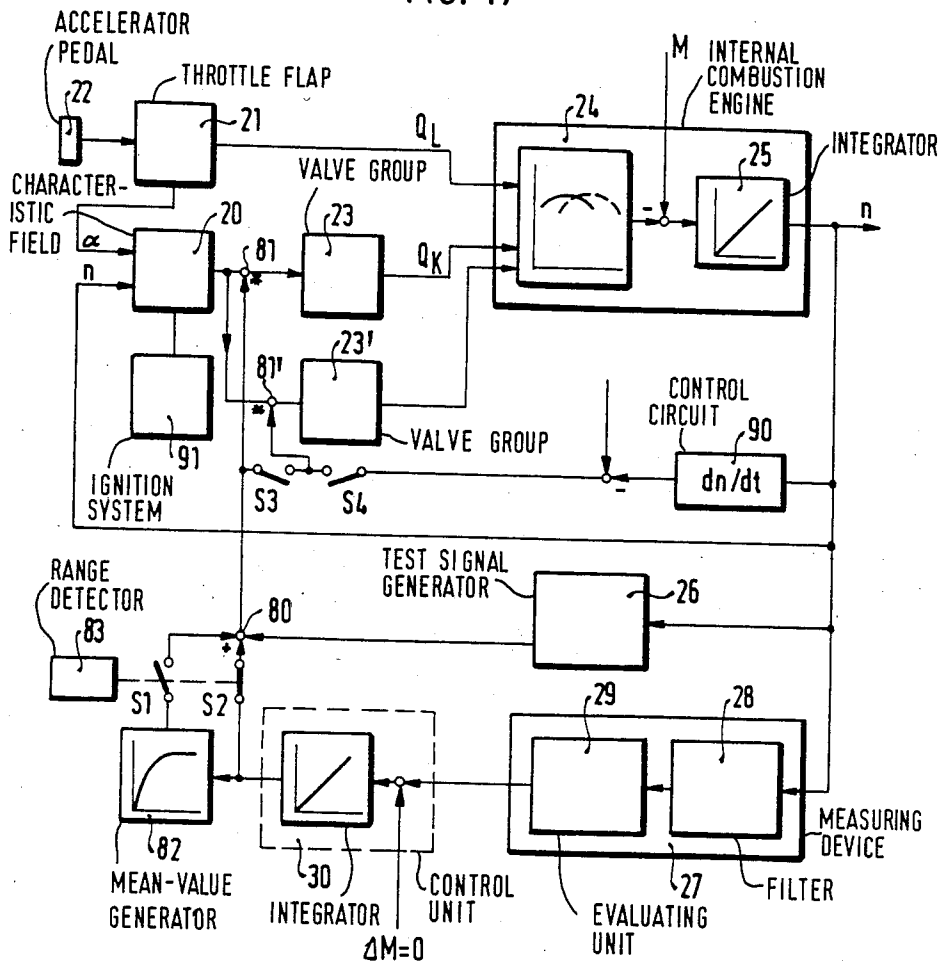 ACCELERATOR
PEDAL
22
THROTTLE FLAP
21
Q_L
M
INTERNAL
COMBUSTION
ENGINE
24
25
INTEGRATOR
n
CHARACTER-
ISTIC
FIELD
α
n
20
VALVE GROUP
23
81
*
Q_K
-
81'
*
23'
VALVE GROUP
91
IGNITION
SYSTEM
S3
S4
-
CONTROL
CIRCUIT
90
dn/dt
TEST SIGNAL
GENERATOR
26
RANGE
DETECTOR
83
80
+
S1
S2
29
28
82
MEAN-VALUE
GENERATOR
30
INTEGRATOR
CONTROL
UNIT
ΔM=0
27
EVALUATING
UNIT
FILTER
MEASURING
DEVICE